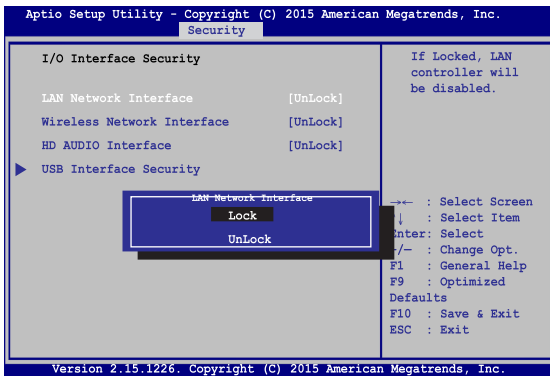 Aptio Setup Utility - Copyright (C) 2015 American Megatrends, Inc.
Security
I/O Interface Security
LAN Network Interface [UnLock]
Wireless Network Interface [UnLock]
HD AUDIO Interface [UnLock]
USB Interface Security
LAN Network Interface
Lock
UnLock
If Locked, LAN
controller will
be disabled.
→← : Select Screen
↓ : Select Item
Enter: Select
/— : Change Opt.
F1 : General Help
F9 : Optimized
Defaults
F10 : Save & Exit
ESC : Exit
Version 2.15.1226. Copyright (C) 2015 American Megatrends, Inc.